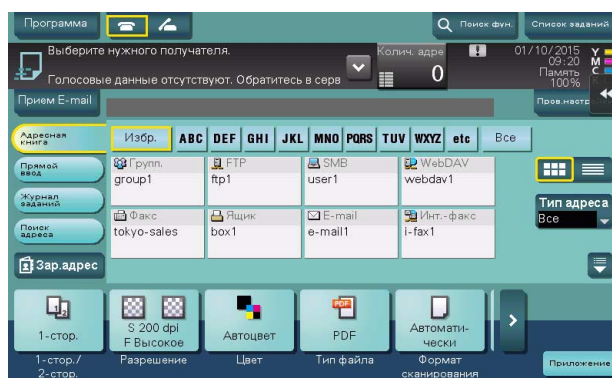 Программа
Поиск фун.
Список заданий
Выберите нужного получателя.
Голосовые данные отсутствуют. Обратитесь в серв
Колич. адре
0
01/10/2015
09:20
Память
100%
Y
M
C
K
Прием E-mail
Пров.настр
Адресная
книга
Избр.
ABC
DEF
GHI
JKL
MNO
PQRS
TUV
WXYZ
etc
Все
Прямой
ввод
Журнал
заданий
Поиск
адреса
Зар.адрес
Групп.
group1
FTP
ftp1
SMB
user1
WebDAV
webdav1
Факс
tokyo-sales
Ящик
box1
E-mail
e-mail1
Инт.-факс
i-fax1
Тип адреса
Все
1-стор.
1-стор./
2-стор.
S 200 dpi
F Высокое
Разрешение
Автоцвет
Цвет
PDF
PDF
Тип файла
Автомати-
чески
Формат
сканирования
Приложение